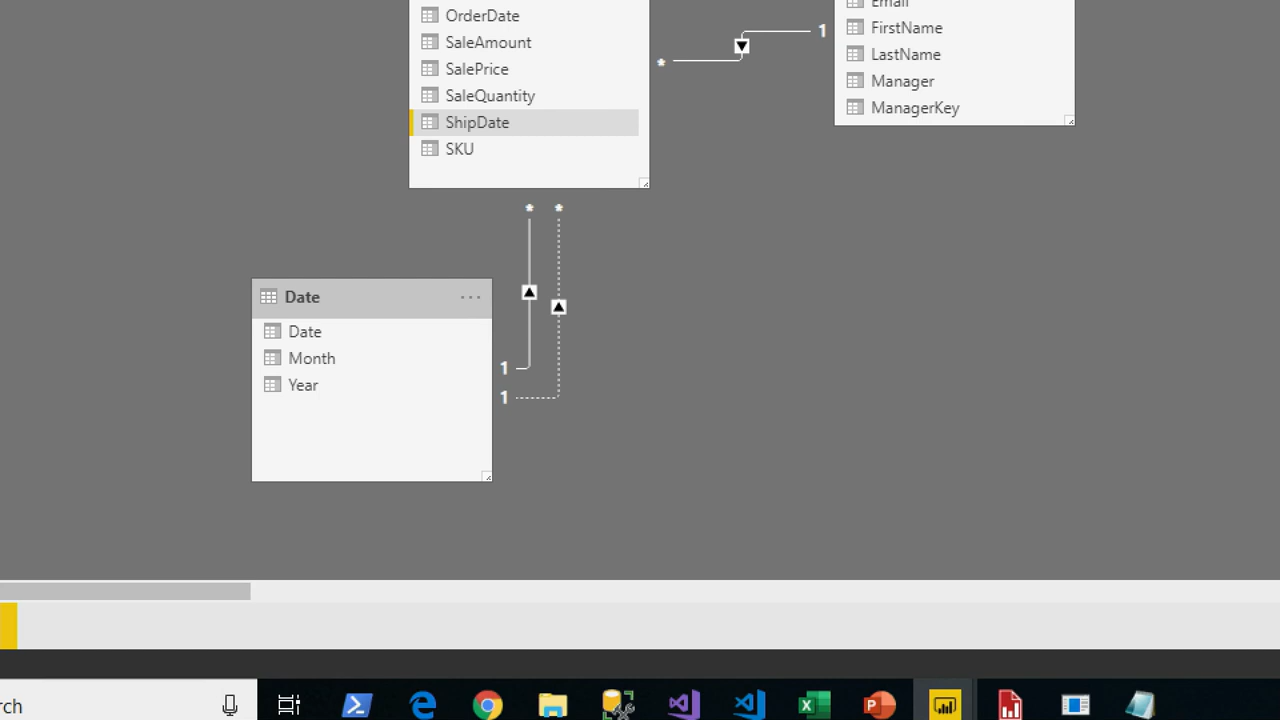 Email
OrderDate
FirstName
SaleAmount
LastName
SalePrice
Manager
SaleQuantity
ManagerKey
ShipDate
SKU
1
*
* *
Date
Date
Month
Year
1
1
rch